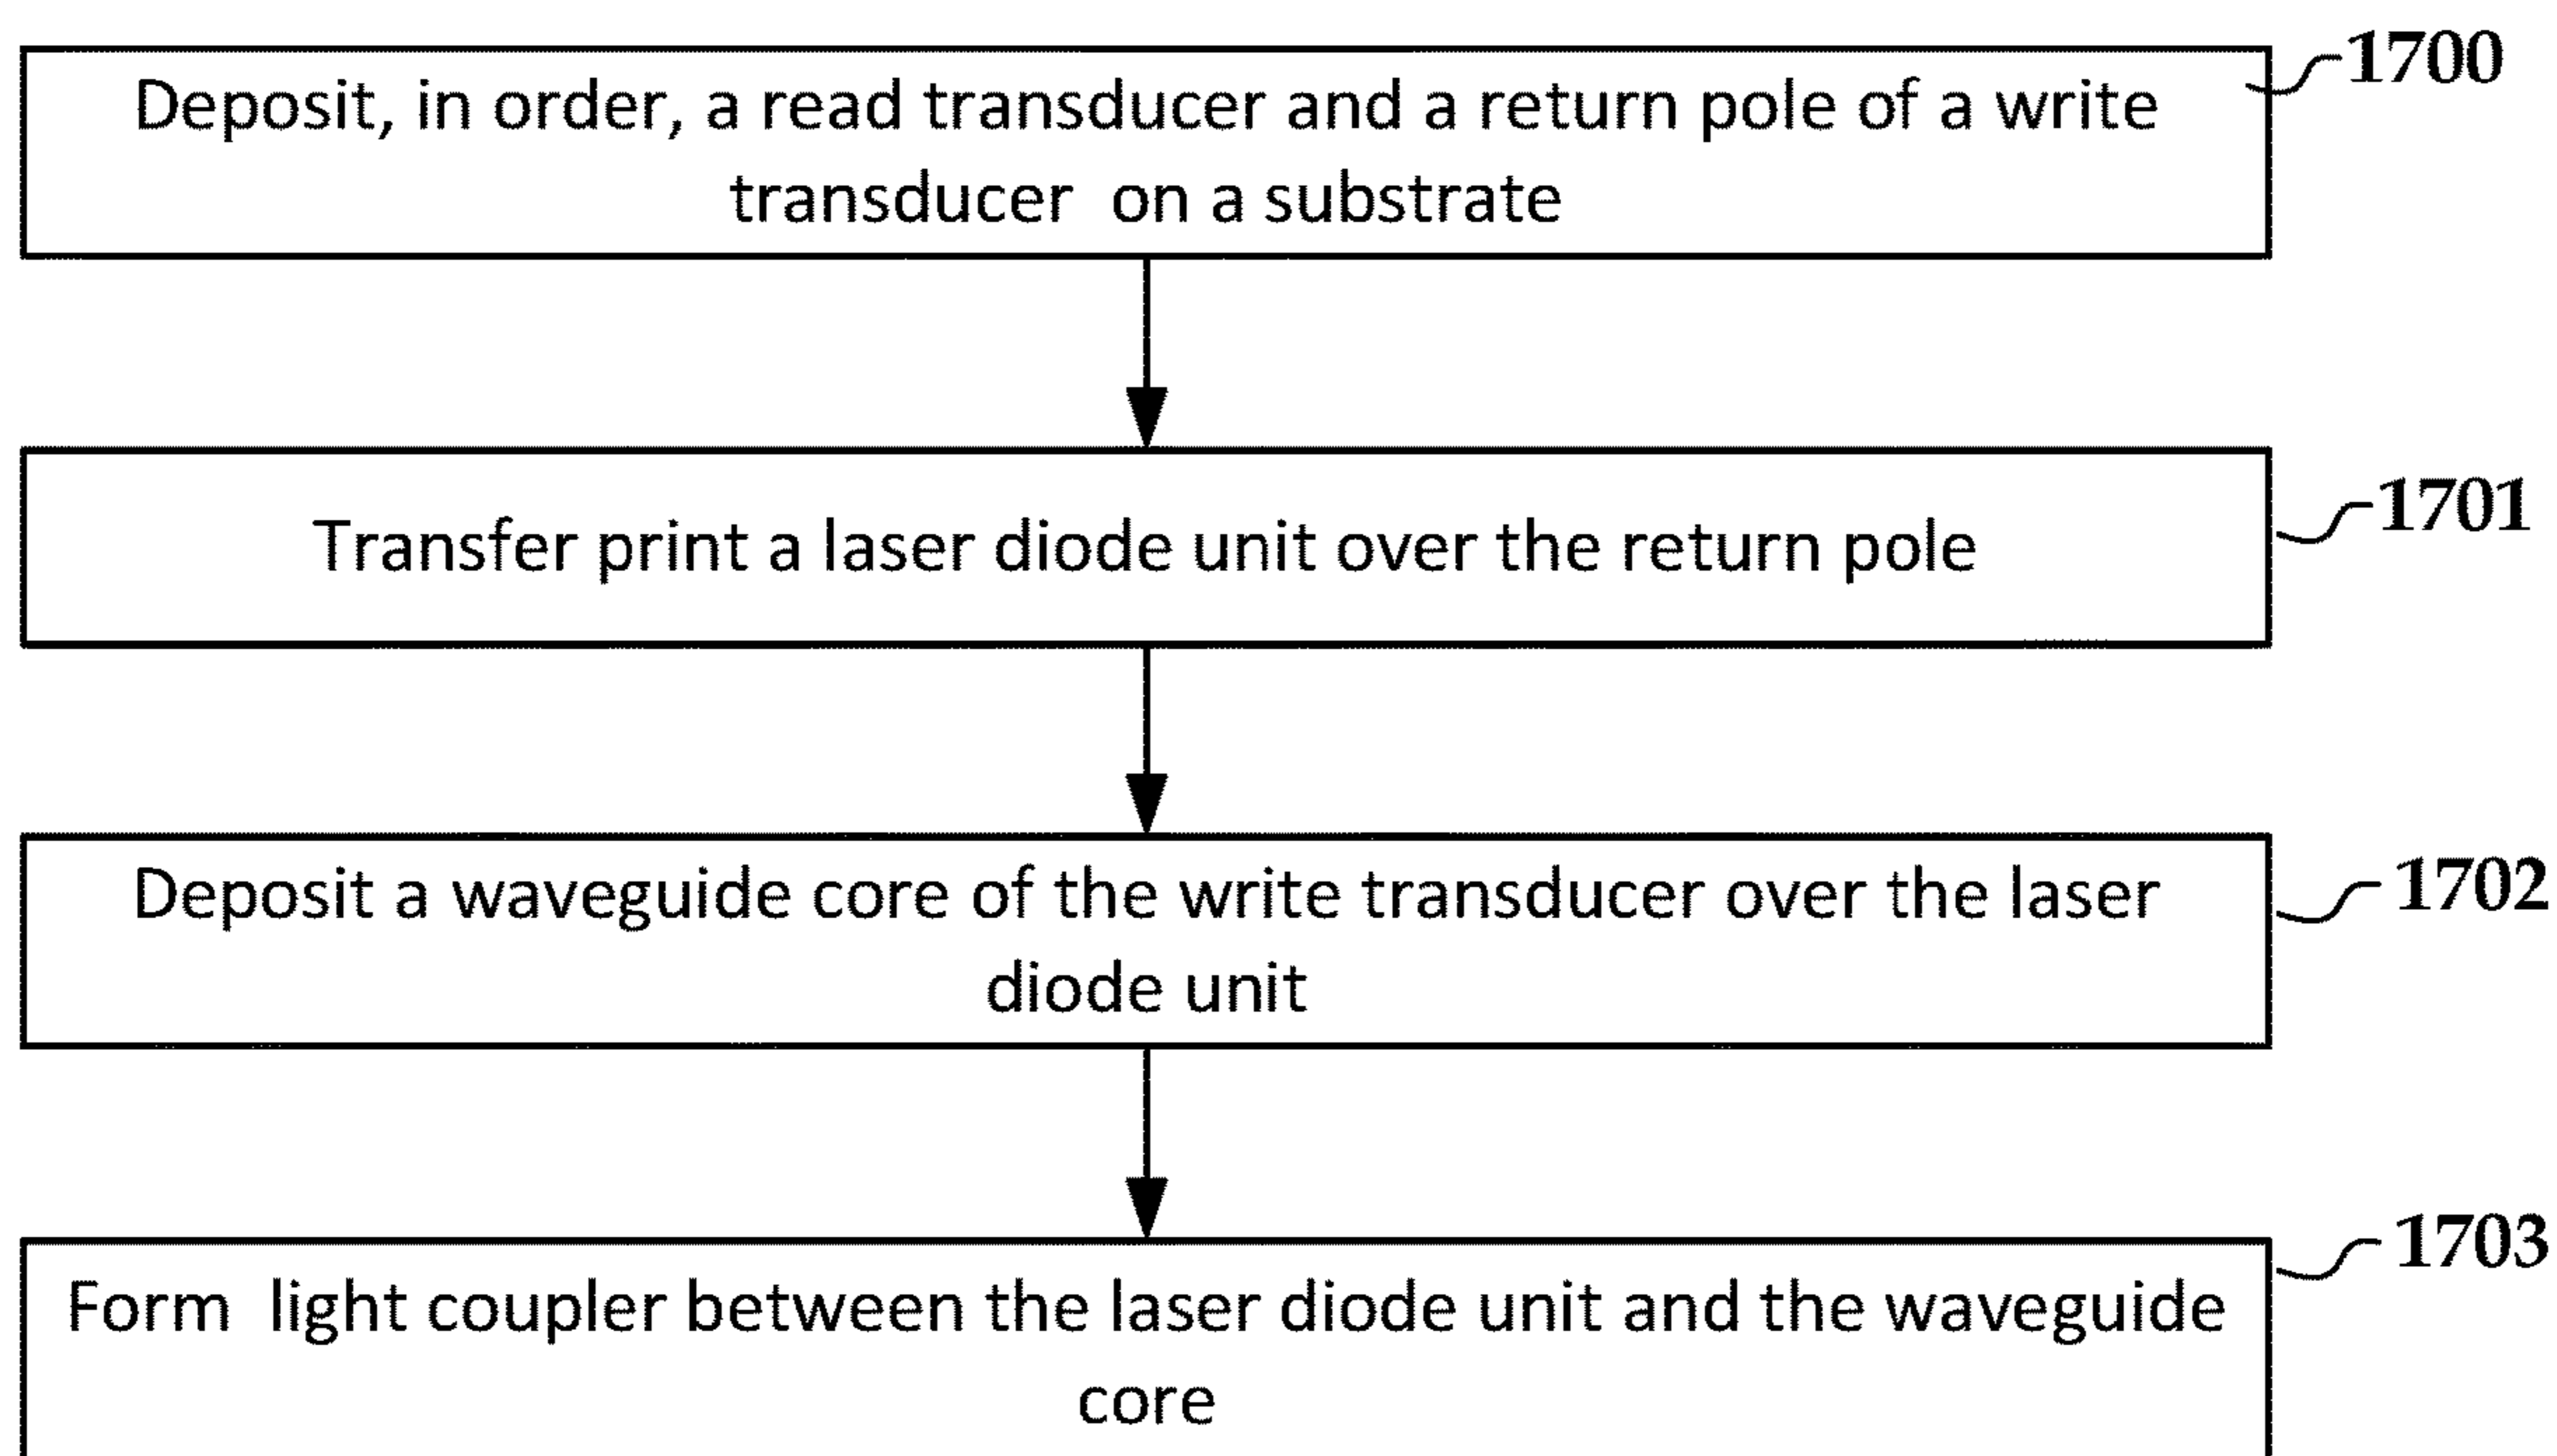 1700
Deposit, in order, a read transducer and a return pole of a write
transducer  on a substrate
1701
Transfer print a laser diode unit over the return pole
1702
Deposit a waveguide core of the write transducer over the laser
diode unit
1703
Form  light coupler between the laser diode unit and the waveguide
core